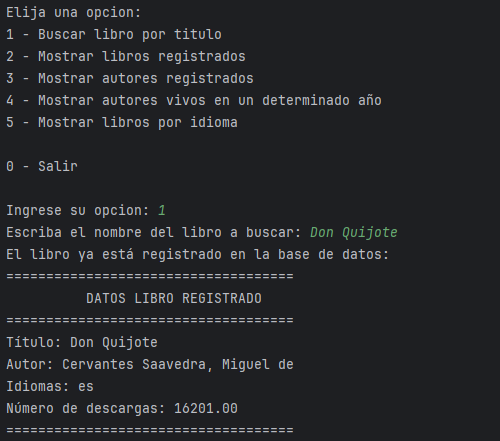 Elija una opcion:
1 - Buscar libro por titulo
2 - Mostrar libros registrados
3 - Mostrar autores registrados
4 - Mostrar autores vivos en un determinado año
5 - Mostrar libros por idioma
0 - Salir
Ingrese su opcion: 1
Escriba el nombre del libro a buscar: Don Quijote
El libro ya está registrado en la base de datos:
====================================
DATOS LIBRO REGISTRADO
====================================
Título: Don Quijote
Autor: Cervantes Saavedra, Miguel de
Idiomas: es
Número de descargas: 16201.00
====================================